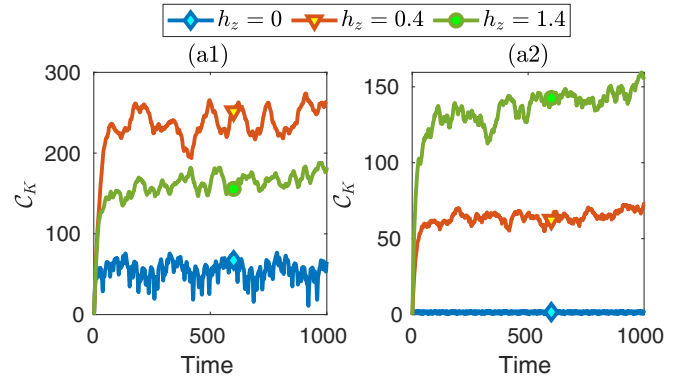 h_z = 0 h_z = 0.4 h_z = 1.4
(a1) (a2)
300 150
200 100
100 50
0 0
C_K C_K
0 500 1000 0 500 1000
Time Time